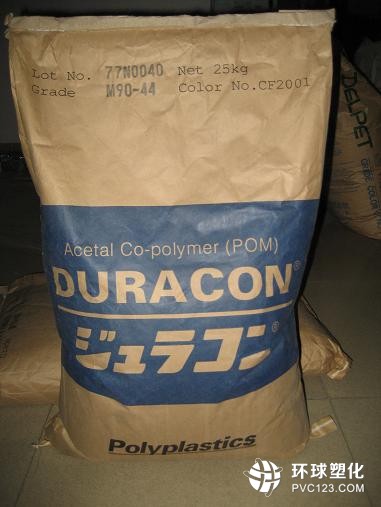 Lot No. 77N0040 Net 25kg
Grade M90-44 Color No.CF2001
Acetal Co-polymer (POM)
DURACON®
ジュラコン®
Polyplastics
DELPET
环球塑化
PVC123.COM